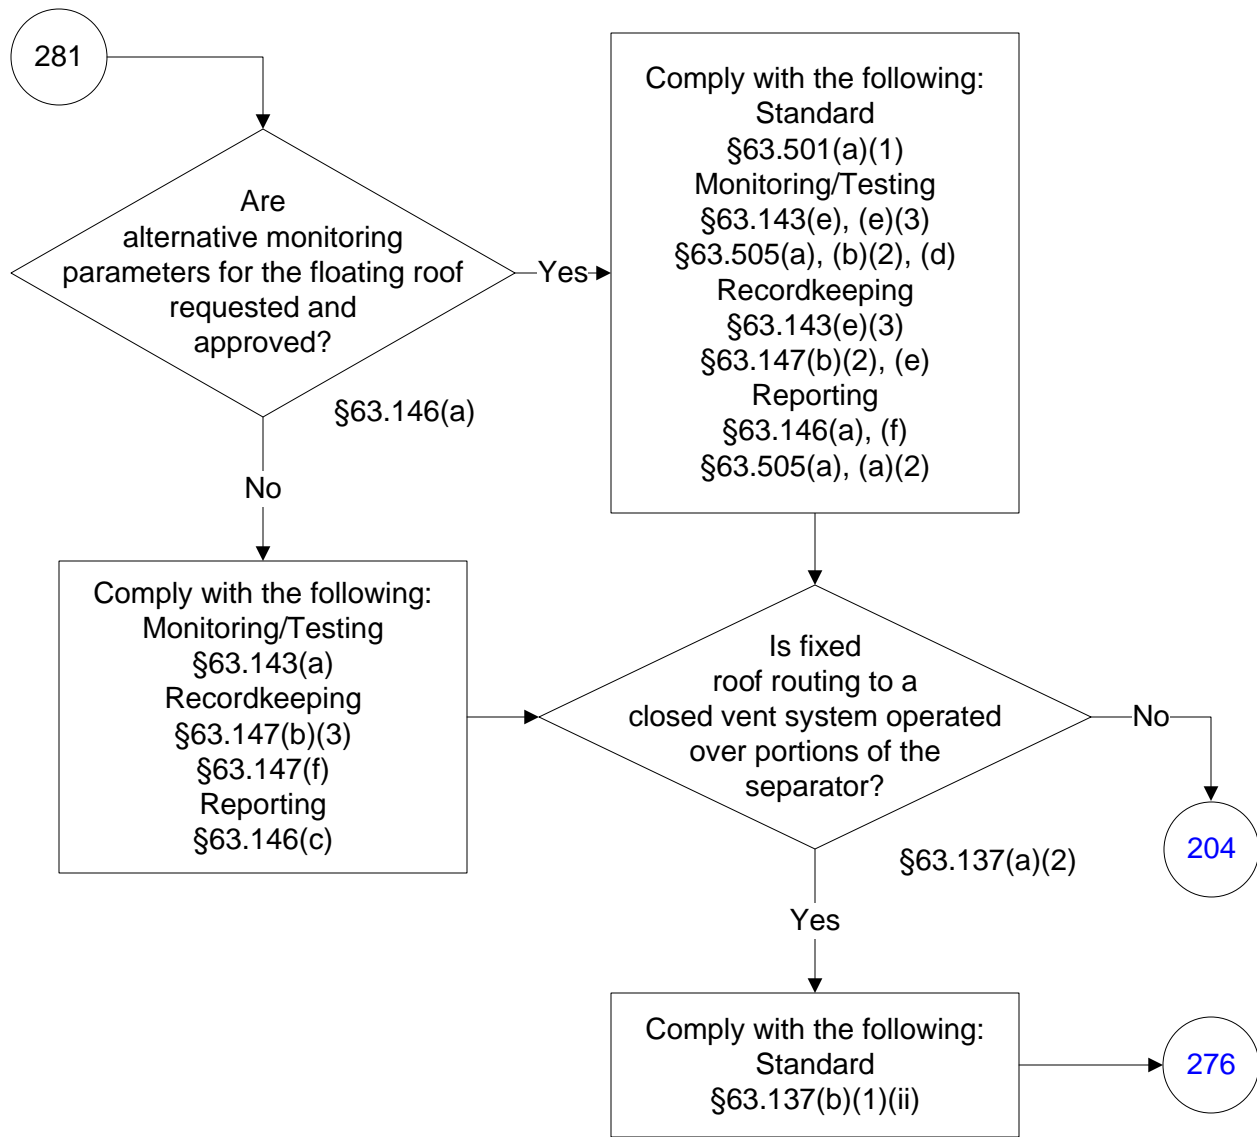 281
Are
alternative monitoring
parameters for the floating roof
requested and
approved?
§63.146(a)
Yes
Comply with the following:
Standard
§63.501(a)(1)
Monitoring/Testing
§63.143(e), (e)(3)
§63.505(a), (b)(2), (d)
Recordkeeping
§63.143(e)(3)
§63.147(b)(2), (e)
Reporting
§63.146(a), (f)
§63.505(a), (a)(2)
No
Comply with the following:
Monitoring/Testing
§63.143(a)
Recordkeeping
§63.147(b)(3)
§63.147(f)
Reporting
§63.146(c)
Is fixed
roof routing to a
closed vent system operated
over portions of the
separator?
§63.137(a)(2)
No
204
Yes
Comply with the following:
Standard
§63.137(b)(1)(ii)
276